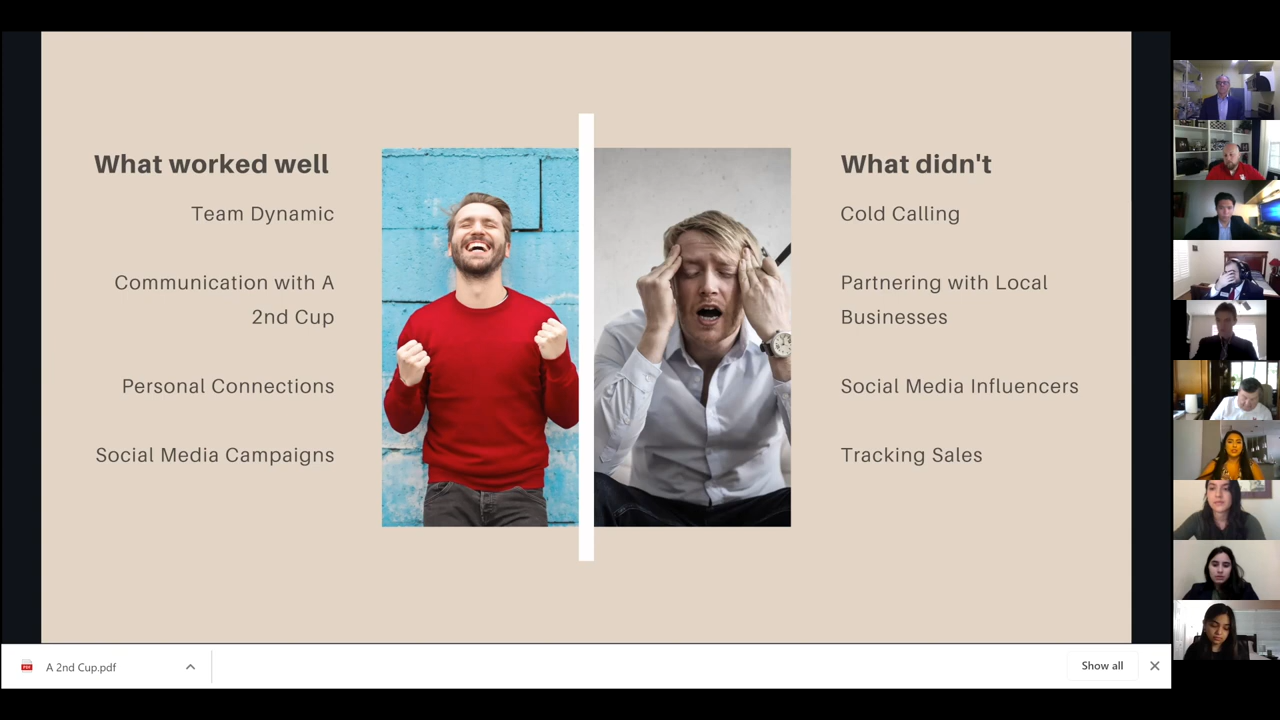 What worked well
Team Dynamic
Communication with A
2nd Cup
Personal Connections
Social Media Campaigns
What didn't
Cold Calling
Partnering with Local
Businesses
Social Media Influencers
Tracking Sales
A 2nd Cup.pdf
Show all